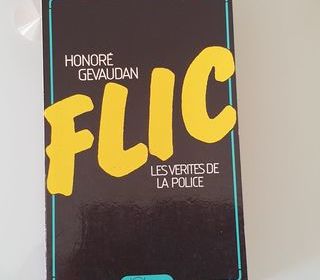 HONORÉ
GEVAUDAN
FLIC
LES VERITES DE
LA POLICE